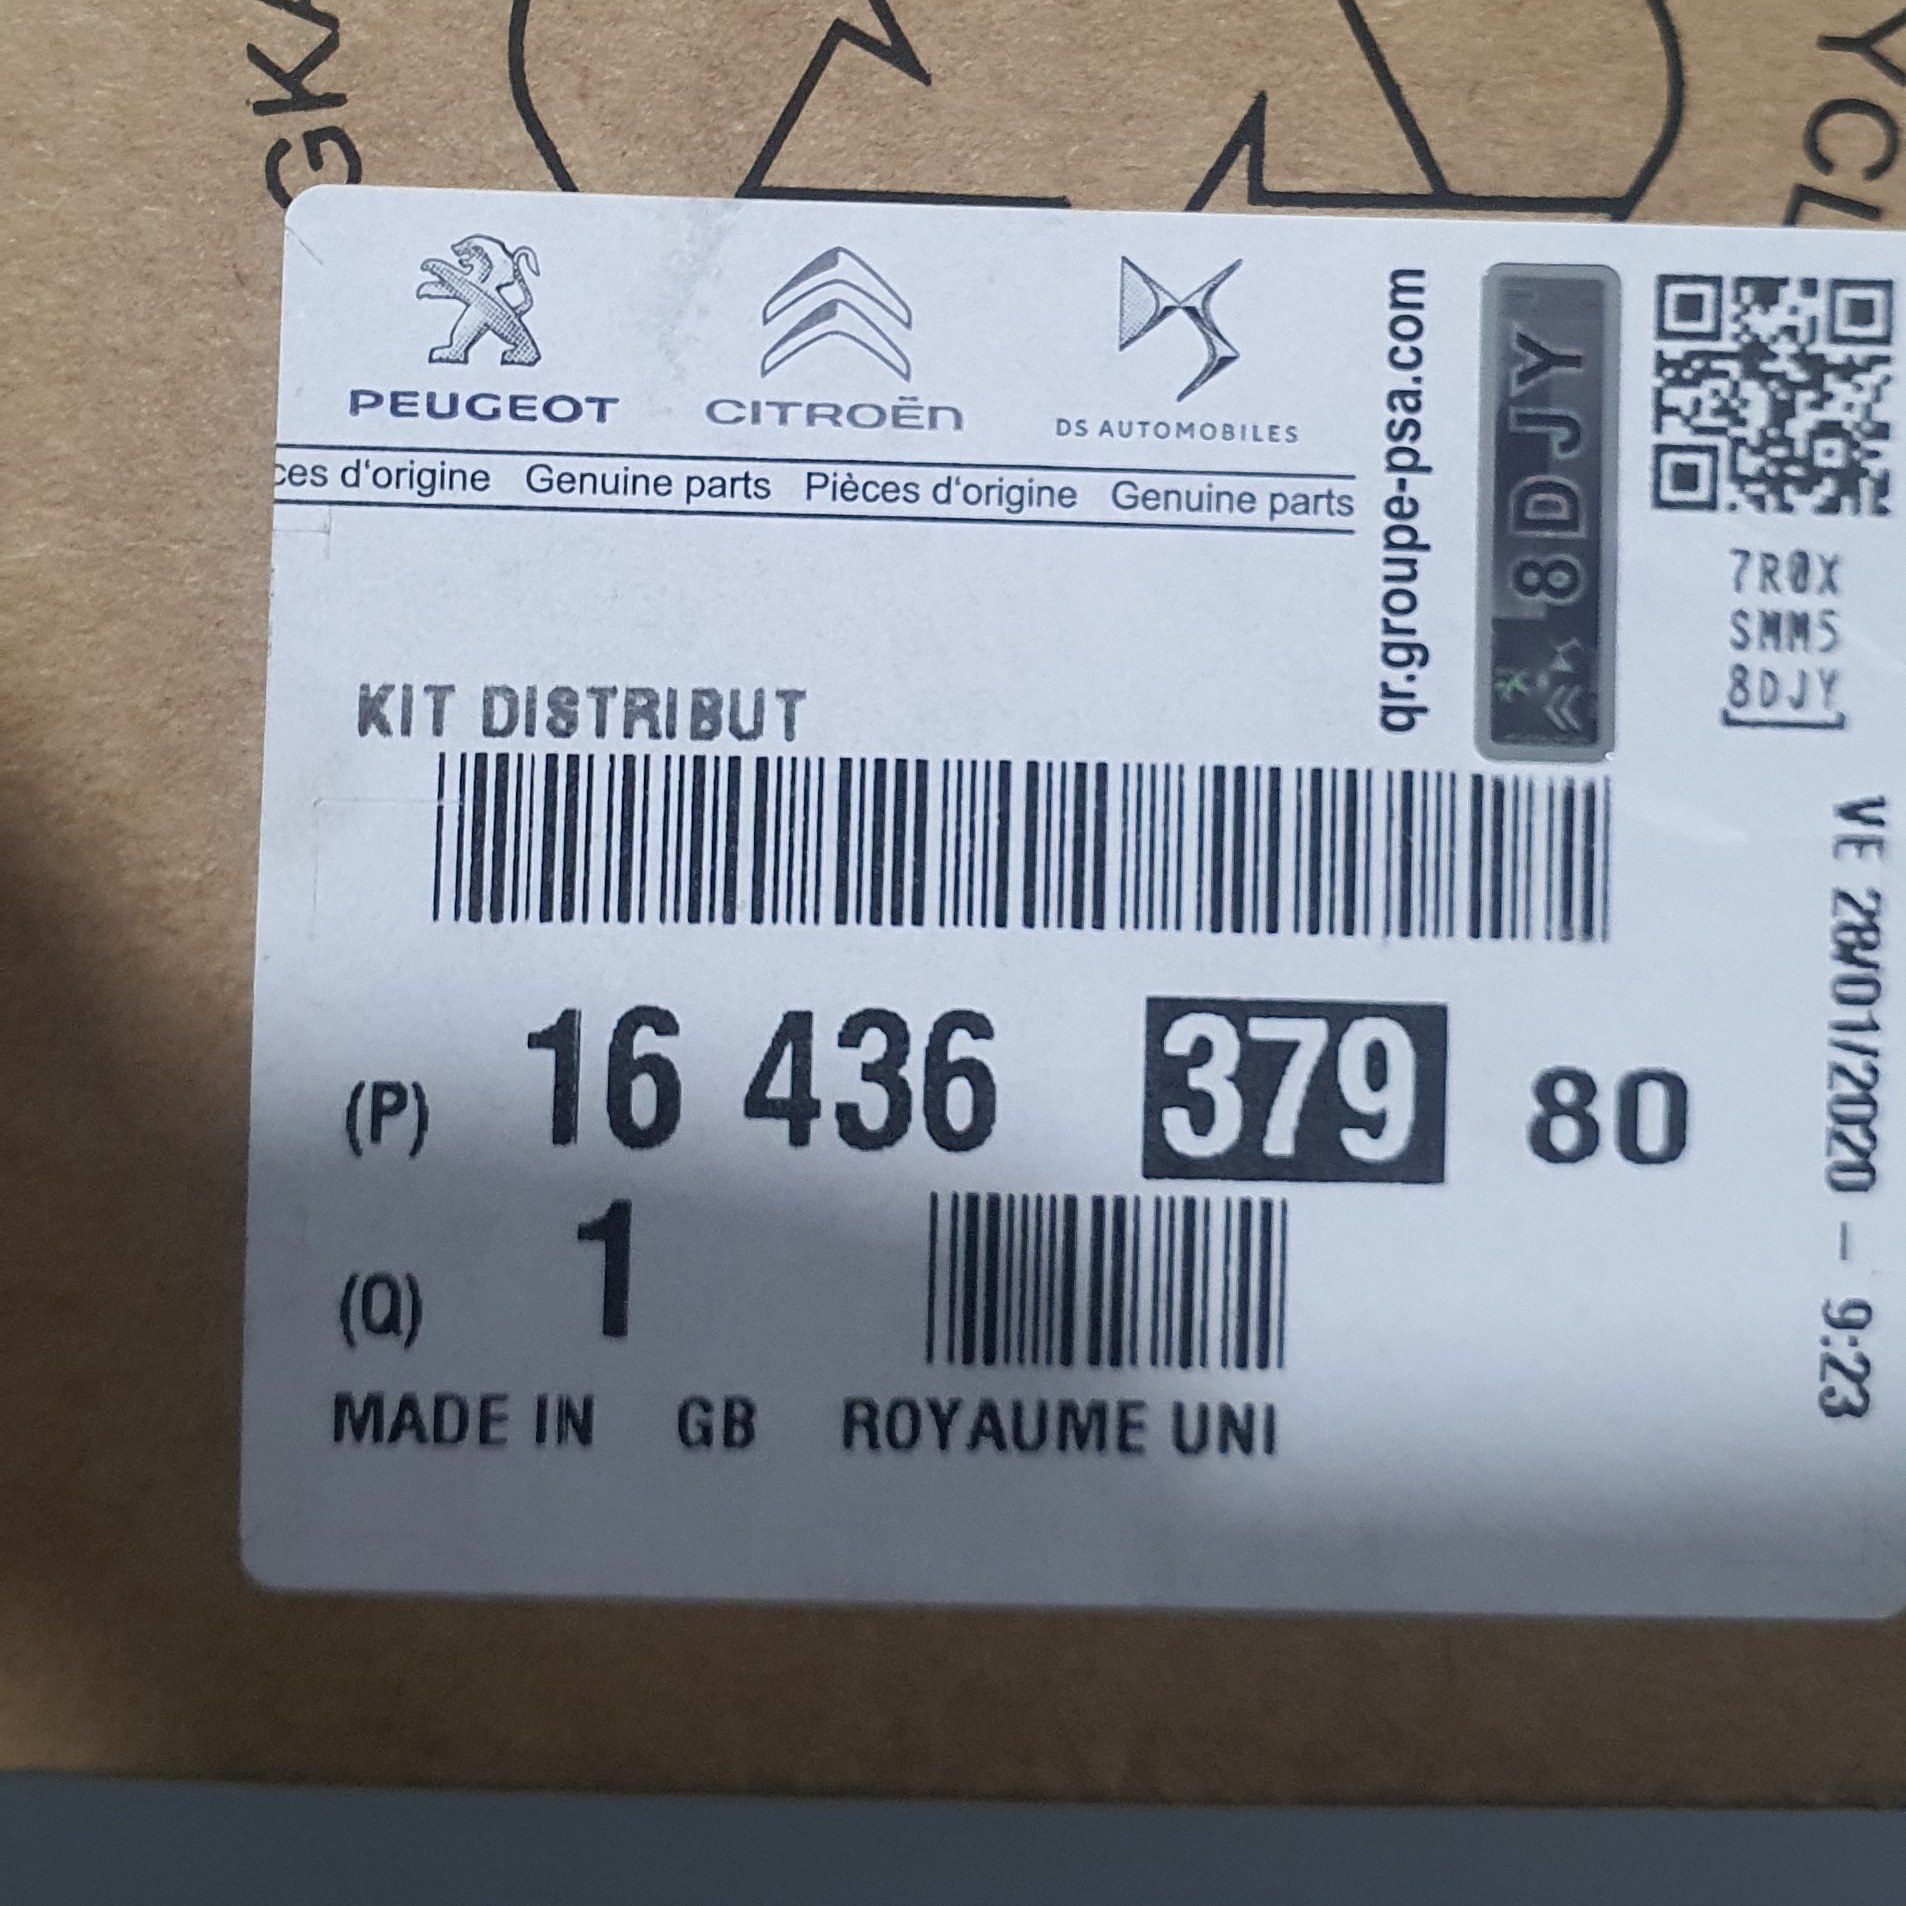 GKA
YCL
PEUGEOT
CITROËN
DS AUTOMOBILES
ces d'origine Genuine parts Pièces d'origine Genuine parts
qr.groupe-psa.com
8DJY
7R0X
SMM5
8DJY
KIT DISTRIBUT
(P) 16 436 379 80
(Q) 1
MADE IN GB ROYAUME UNI
VE 28/01/2020 - 9:23